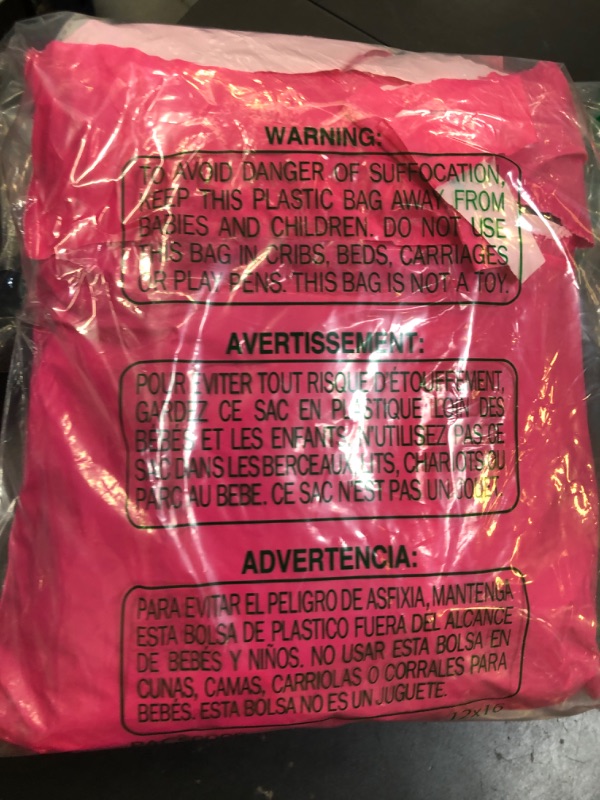 WARNING:
TO AVOID DANGER OF SUFFOCATION,
KEEP THIS PLASTIC BAG AWAY FROM
BABIES AND CHILDREN. DO NOT USE
THIS BAG IN CRIBS, BEDS, CARRIAGES
OR PLAY PENS. THIS BAG IS NOT A TOY.
AVERTISSEMENT:
POUR EVITER TOUT RISQUE D'ÉTOUFFEMENT,
GARDEZ CE SAC EN PLASTIQUE LOIN DES
BÉBÉS ET LES ENFANTS. N'UTILISEZ PAS CE
SAC DANS LES BERCEAUX, LITS, CHARIOTS OU
PARC AU BEBE. CE SAC N'EST PAS UN JOUET.
ADVERTENCIA:
PARA EVITAR EL PELIGRO DE ASFIXIA, MANTENGA
ESTA BOLSA DE PLASTICO FUERA DEL ALCANCE
DE BEBÉS Y NIÑOS. NO USAR ESTA BOLSA EN
CUNAS, CAMAS, CARRIOLAS O CORRALES PARA
BEBÉS. ESTA BOLSA NO ES UN JUGUETE.
12X16